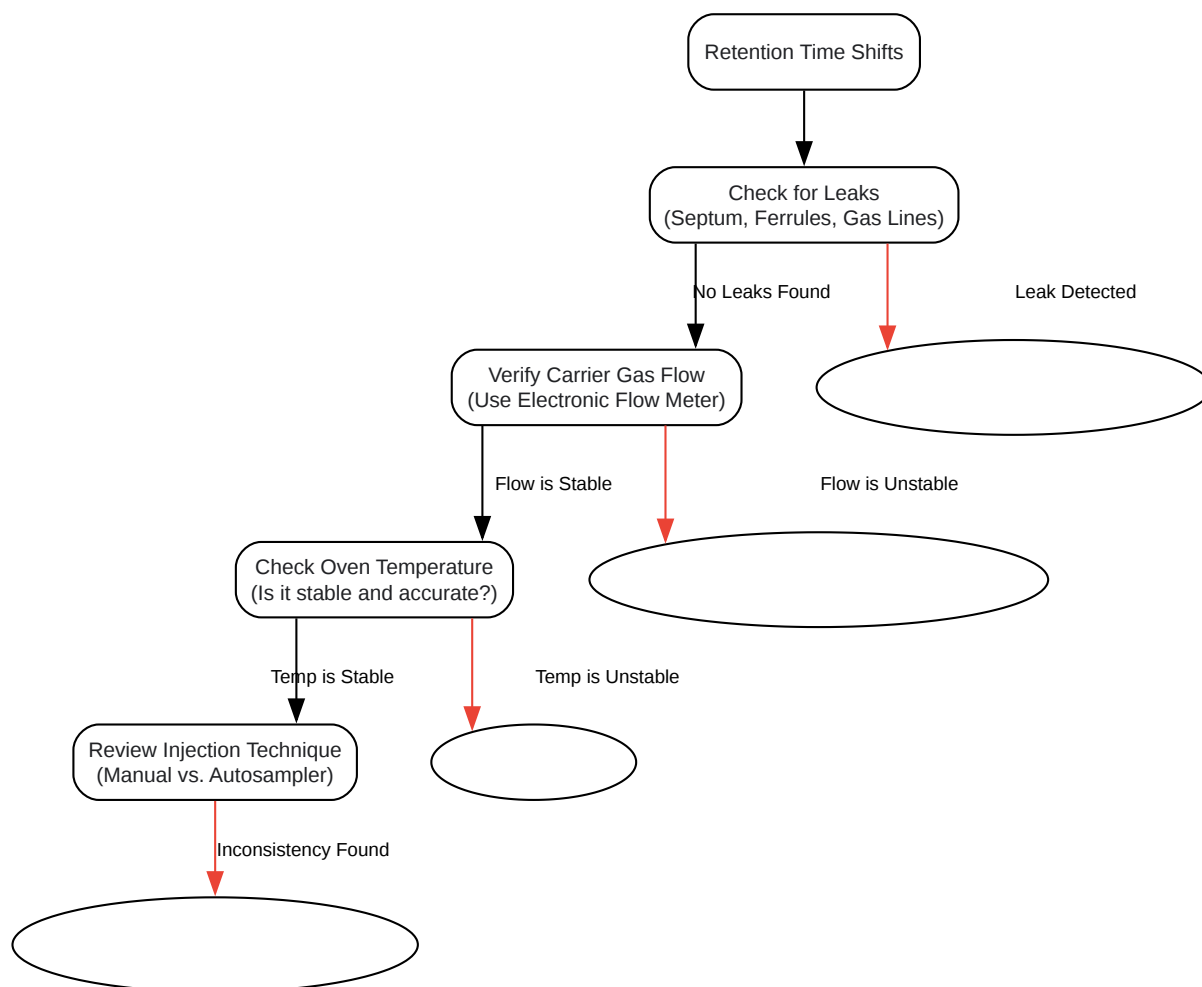 Retention Time Shifts
Check for Leaks
(Septum, Ferrules, Gas Lines)
No Leaks Found
Leak Detected
Verify Carrier Gas Flow
(Use Electronic Flow Meter)
Flow is Stable
Flow is Unstable
Check Oven Temperature
(Is it stable and accurate?)
Temp is Stable
Temp is Unstable
Review Injection Technique
(Manual vs. Autosampler)
Inconsistency Found